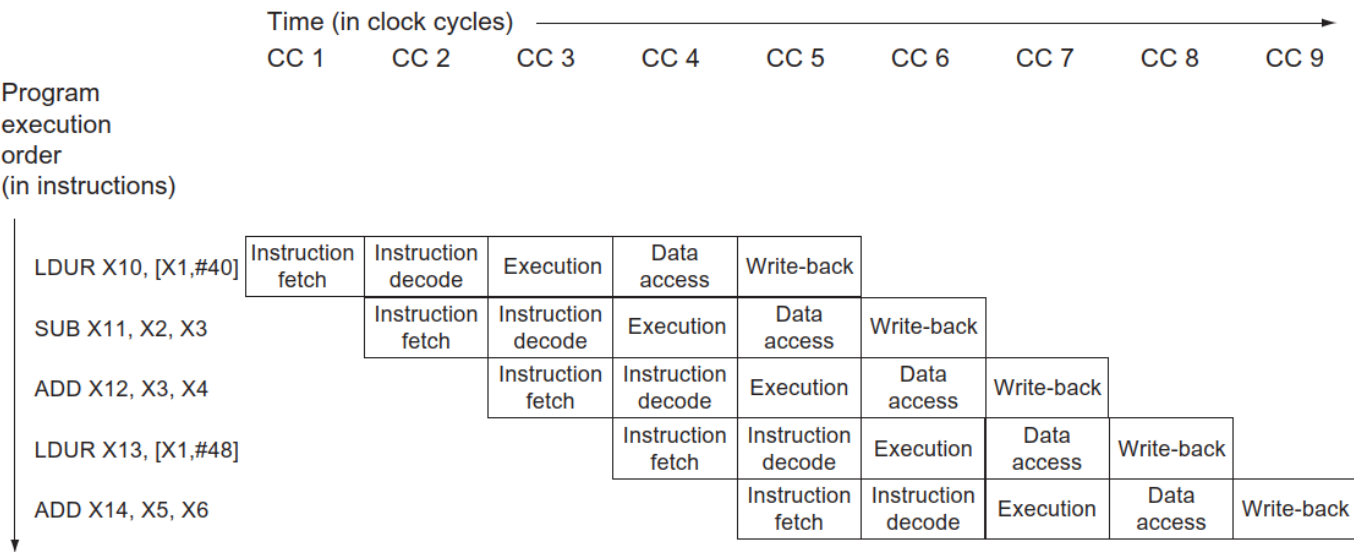 Time (in clock cycles)
CC 1 CC 2 CC 3 CC 4 CC 5 CC 6 CC 7 CC 8 CC 9
Program
execution
order
(in instructions)
LDUR X10, [X1,#40] Instruction fetch Instruction decode Execution Data access Write-back
SUB X11, X2, X3 Instruction fetch Instruction decode Execution Data access Write-back
ADD X12, X3, X4 Instruction fetch Instruction decode Execution Data access Write-back
LDUR X13, [X1,#48] Instruction fetch Instruction decode Execution Data access Write-back
ADD X14, X5, X6 Instruction fetch Instruction decode Execution Data access Write-back